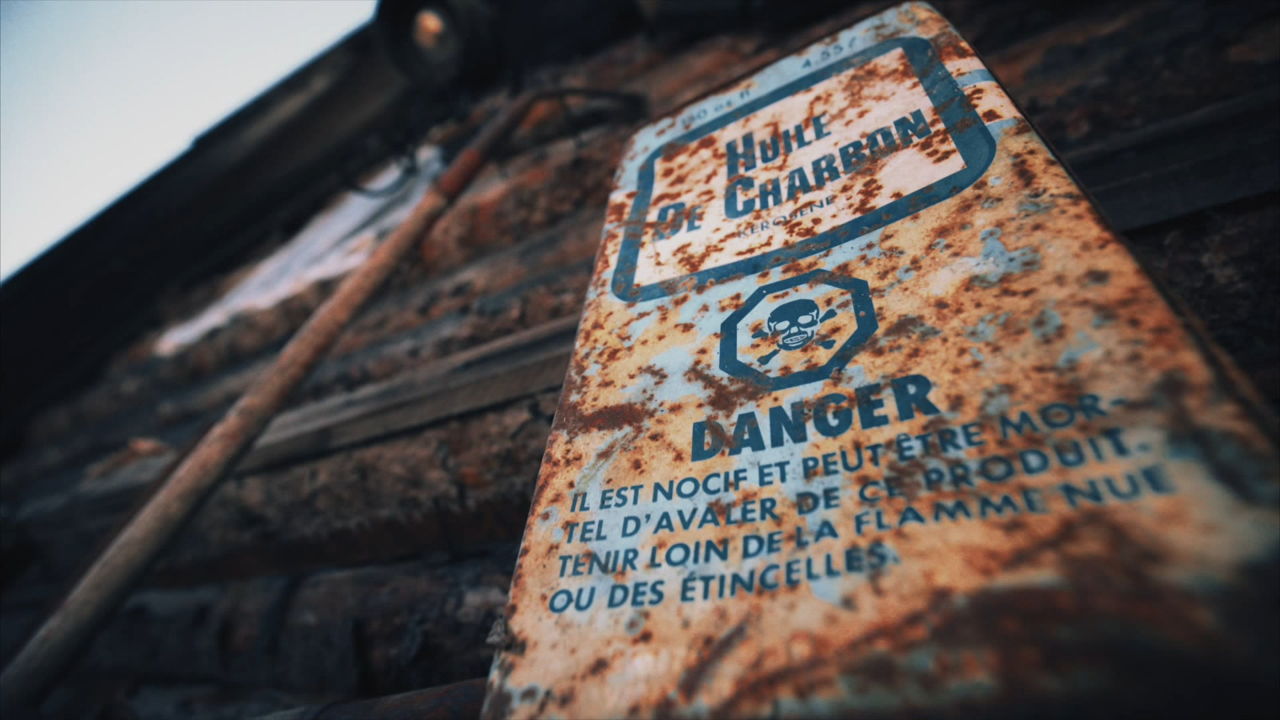 HUILE
DE CHARBON
KEROSENE
DANGER
IL EST NOCIF ET PEUT ÊTRE MOR-
TEL D'AVALER DE CE PRODUIT.
TENIR LOIN DE LA FLAMME NUE
OU DES ÉTINCELLES.